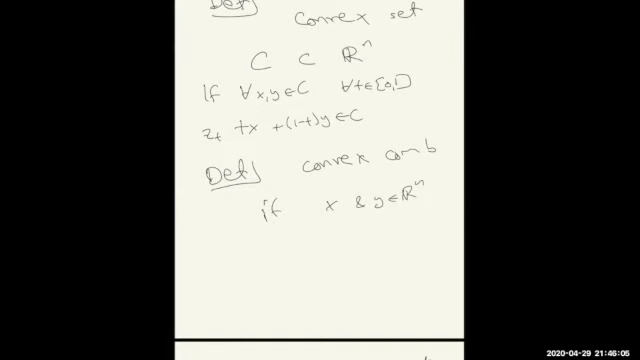 Def)
Convex set
C ⊂ ℝⁿ
If ∀x,y∈C ∀t∈[0,1]
z_t tx+(1-t)y∈C
Def) convex comb
if x & y∈ℝⁿ
2020-04-29 21:46:05